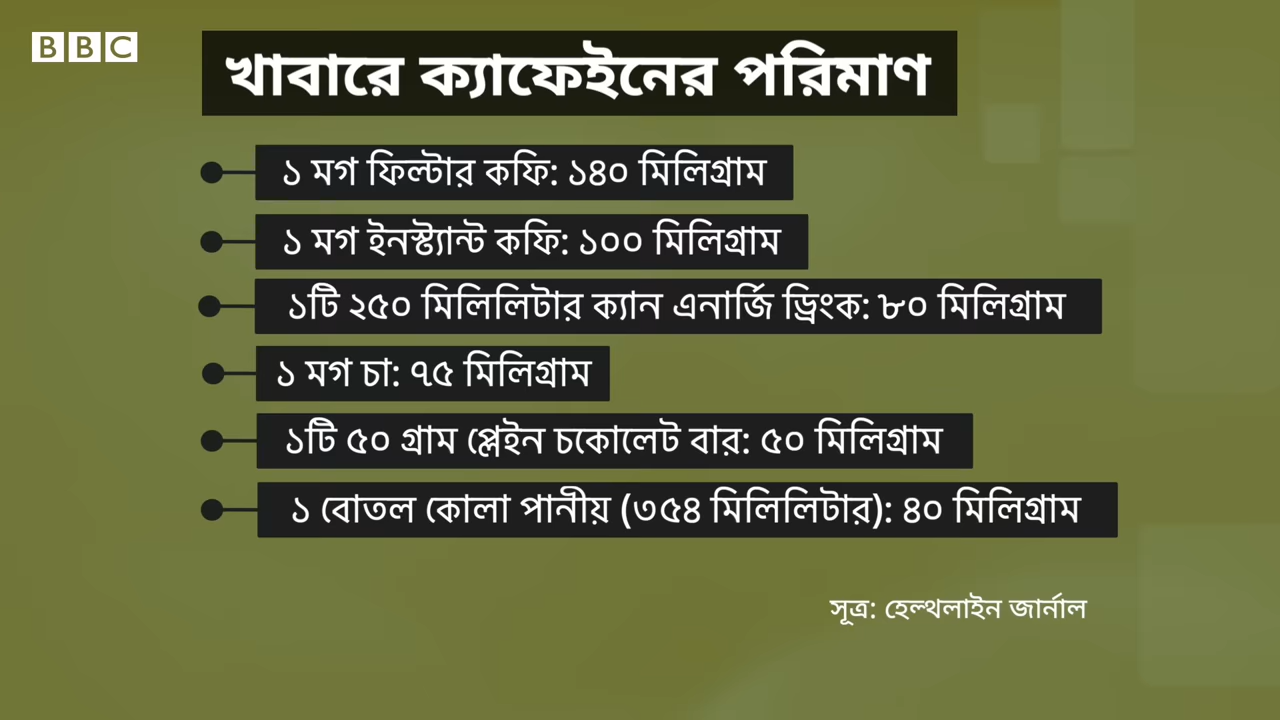 BBC
খাবারে ক্যাফেইনের পরিমাণ
১ মগ ফিল্টার কফি: ১৪০ মিলিগ্রাম
১ মগ ইনস্ট্যান্ট কফি: ১০০ মিলিগ্রাম
১টি ২৫০ মিলিলিটার ক্যান এনার্জি ড্রিংক: ৮০ মিলিগ্রাম
১ মগ চা: ৭৫ মিলিগ্রাম
১টি ৫০ গ্রাম প্লেইন চকোলেট বার: ৫০ মিলিগ্রাম
১ বোতল কোলা পানীয় (৩৫৪ মিলিলিটার): ৪০ মিলিগ্রাম
সূত্র: হেল্থলাইন জার্নাল